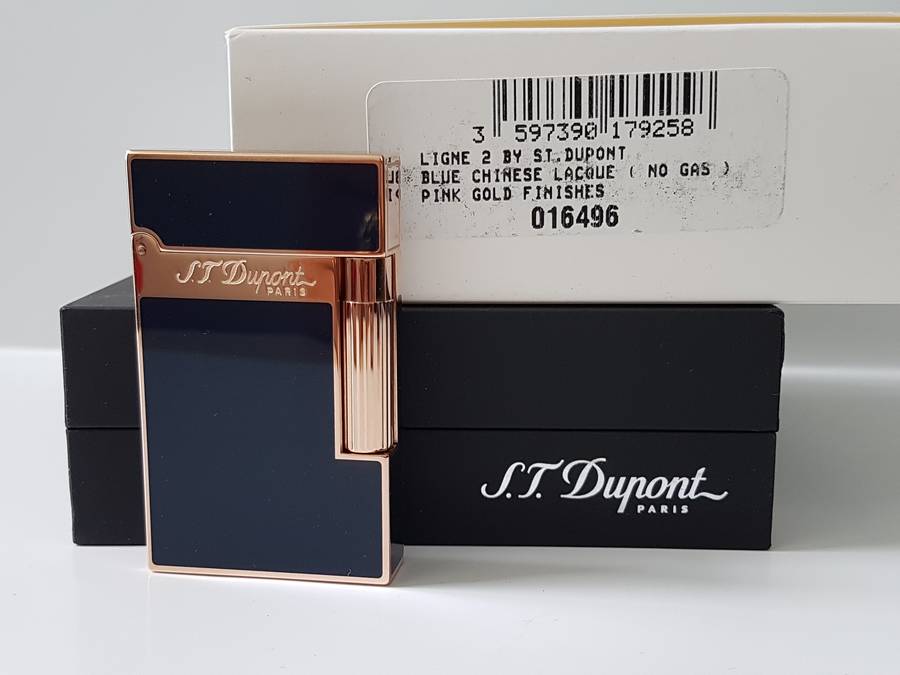 3 597390 179258
LIGNE 2 BY S.T.DUPONT
BLUE CHINESE LACQUE ( NO GAS )
PINK GOLD FINISHES
016496
S.T. Dupont
PARIS
S.T. Dupont
PARIS